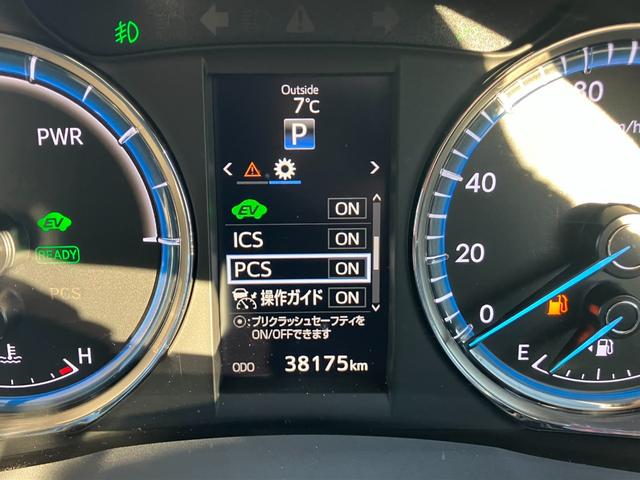 Outside
7℃
P
PWR
EV
READY
PCS
H
EV ON
ICS ON
PCS ON
操作ガイド ON
⦿:プリクラッシュセーフティを
ON/OFFできます
ODO 38175km
80
40
20
0
E